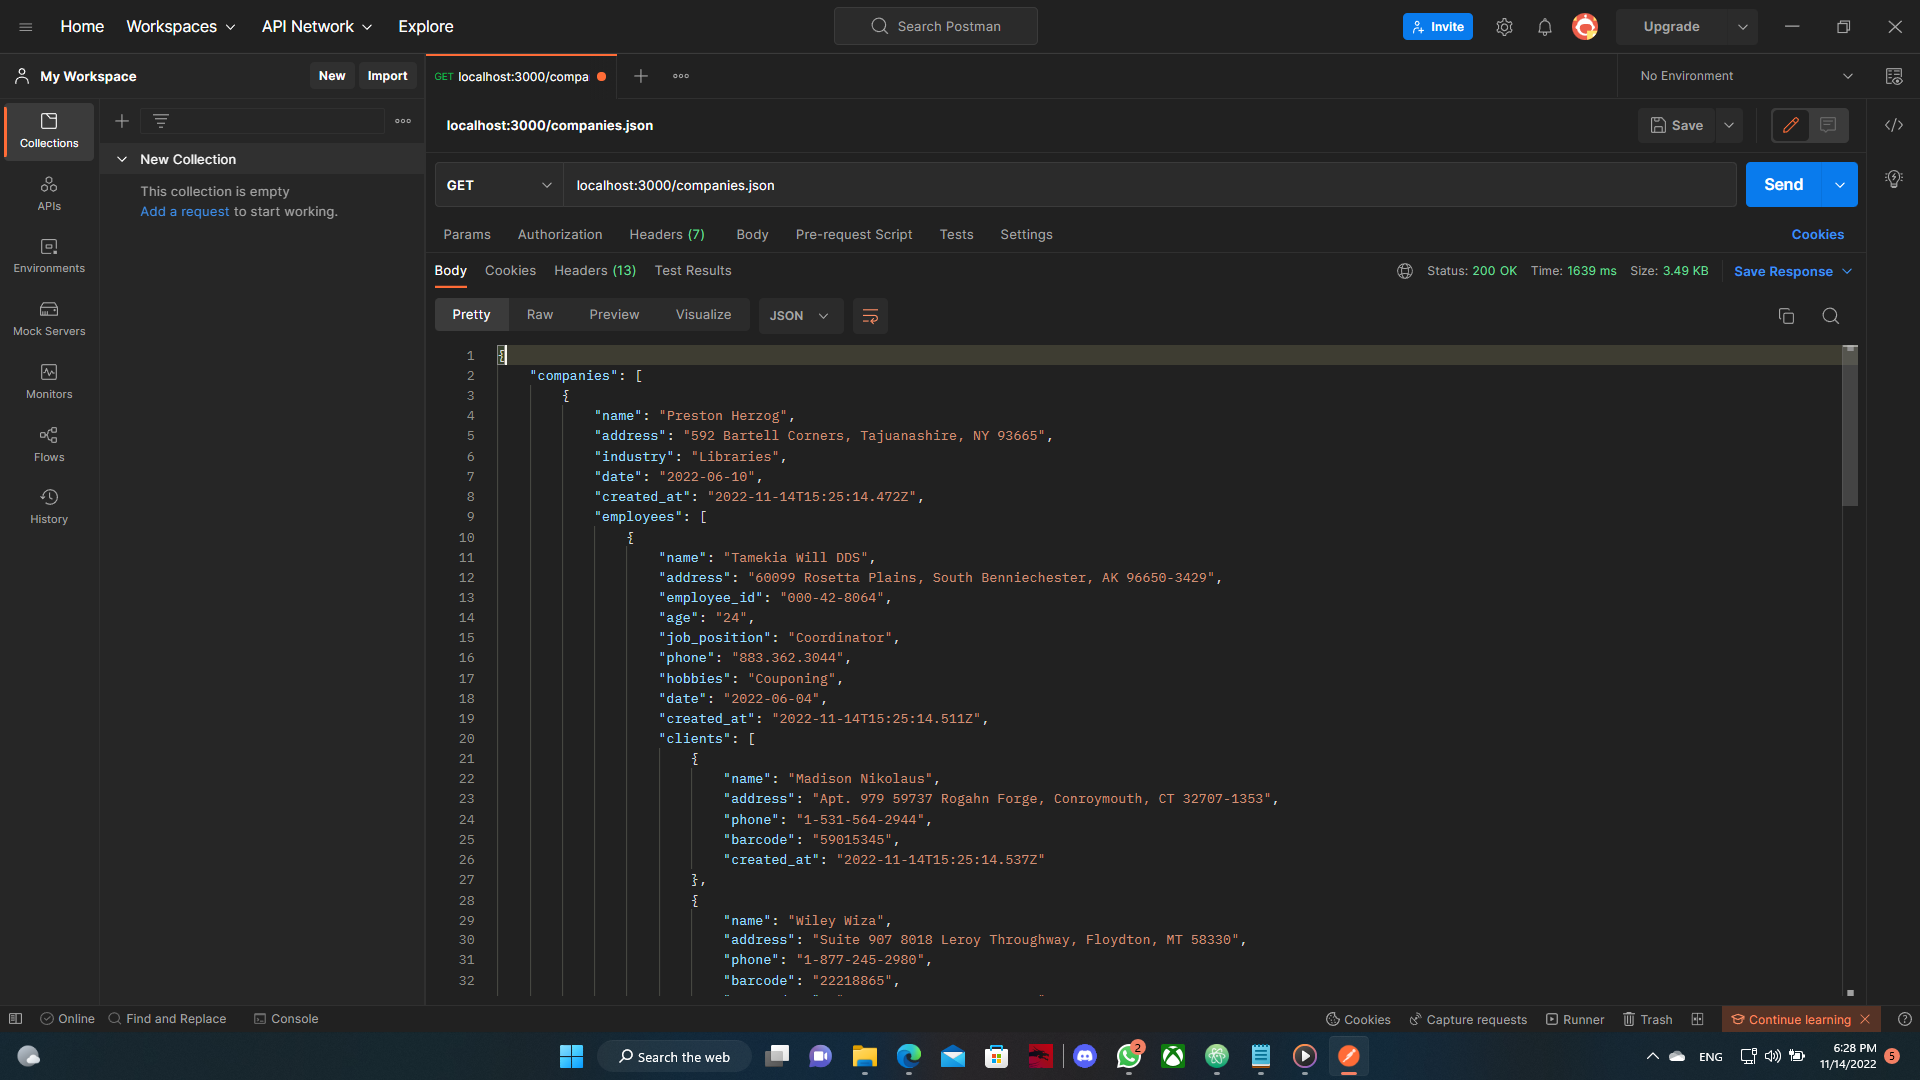 Home Workspaces API Network Explore Search Postman Invite Upgrade
My Workspace New Import GET localhost:3000/compa No Environment
localhost:3000/companies.json Save
Collections
APIs
Environments
Mock Servers
Monitors
Flows
History
New Collection
This collection is empty
Add a request to start working.
GET localhost:3000/companies.json Send
Params Authorization Headers (7) Body Pre-request Script Tests Settings Cookies
Body Cookies Headers (13) Test Results Status: 200 OK Time: 1639 ms Size: 3.49 KB Save Response
Pretty Raw Preview Visualize JSON
1 {
2 "companies": [
3 {
4 "name": "Preston Herzog",
5 "address": "592 Bartell Corners, Tajuanashire, NY 93665",
6 "industry": "Libraries",
7 "date": "2022-06-10",
8 "created_at": "2022-11-14T15:25:14.472Z",
9 "employees": [
10 {
11 "name": "Tamekia Will DDS",
12 "address": "60099 Rosetta Plains, South Benniechester, AK 96650-3429",
13 "employee_id": "000-42-8064",
14 "age": "24",
15 "job_position": "Coordinator",
16 "phone": "883.362.3044",
17 "hobbies": "Couponing",
18 "date": "2022-06-04",
19 "created_at": "2022-11-14T15:25:14.511Z",
20 "clients": [
21 {
22 "name": "Madison Nikolaus",
23 "address": "Apt. 979 59737 Rogahn Forge, Conroymouth, CT 32707-1353",
24 "phone": "1-531-564-2944",
25 "barcode": "59015345",
26 "created_at": "2022-11-14T15:25:14.537Z"
27 },
28 {
29 "name": "Wiley Wiza",
30 "address": "Suite 907 8018 Leroy Throughway, Floydton, MT 58330",
31 "phone": "1-877-245-2980",
32 "barcode": "22218865",
Online Find and Replace Console Cookies Capture requests Runner Trash Continue learning
Search the web 2 ENG 6:28 PM 5
11/14/2022